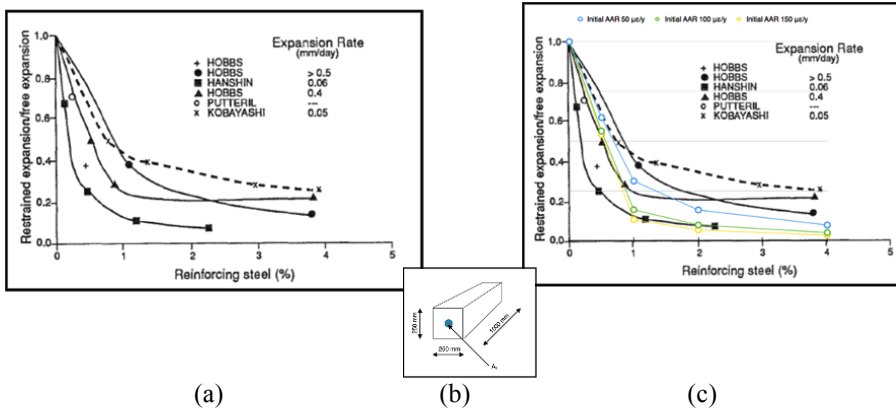 Initial AAR 50 µs/y Initial AAR 100 µs/y Initial AAR 150 µs/y
Expansion Rate
(mm/day)
+ HOBBS
● HOBBS > 0.5
■ HANSHIN 0.06
▲ HOBBS 0.4
○ PUTTERIL ---
x KOBAYASHI 0.05
Restrained expansion/free expansion
1.0
0.8
0.6
0.4
0.2
0.0
0 1 2 3 4 5
Reinforcing steel (%)
Expansion Rate
(mm/day)
+ HOBBS
● HOBBS > 0.5
■ HANSHIN 0.06
▲ HOBBS 0.4
○ PUTTERIL ---
x KOBAYASHI 0.05
Restrained expansion/free expansion
1.0
0.8
0.6
0.4
0.2
0.0
0 1 2 3 4 5
Reinforcing steel (%)
250 mm
250 mm
1000 mm
(a) (b) (c)